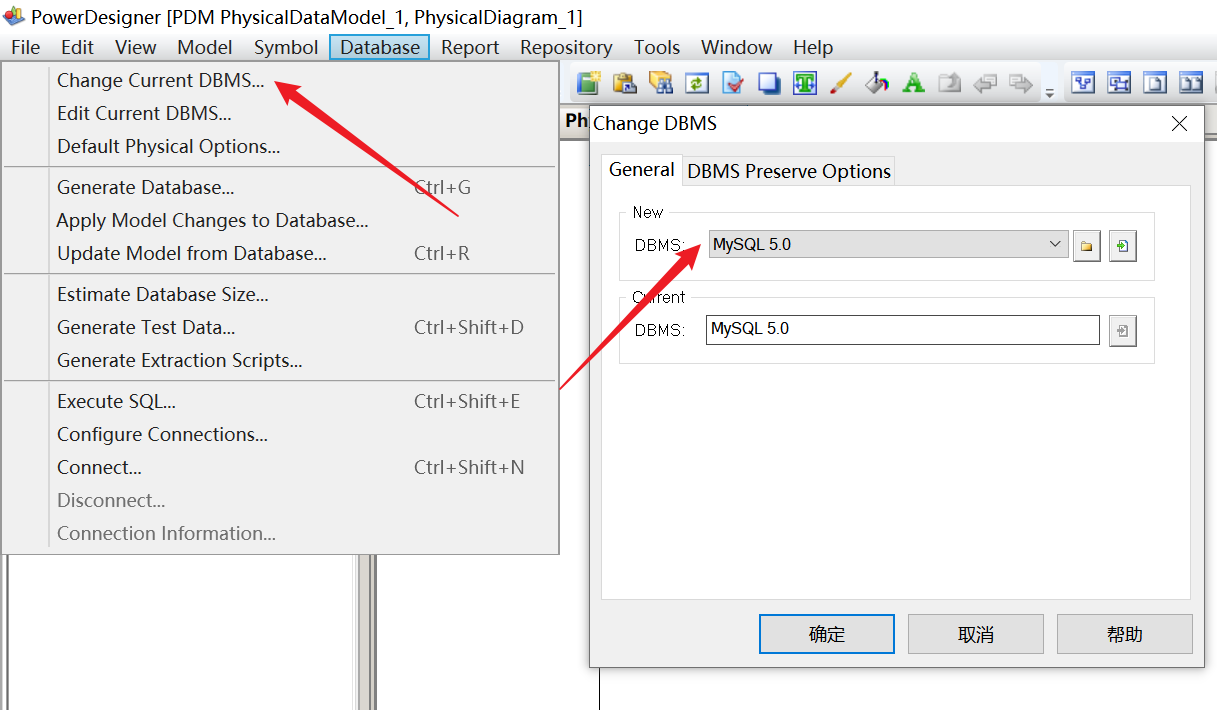 PowerDesigner [PDM PhysicalDataModel_1, PhysicalDiagram_1]
File Edit View Model Symbol Database Report Repository Tools Window Help
Change Current DBMS...
Edit Current DBMS...
Default Physical Options...
Generate Database... Ctrl+G
Apply Model Changes to Database...
Update Model from Database... Ctrl+R
Estimate Database Size...
Generate Test Data... Ctrl+Shift+D
Generate Extraction Scripts...
Execute SQL... Ctrl+Shift+E
Configure Connections...
Connect... Ctrl+Shift+N
Disconnect...
Connection Information...
Ph
Change DBMS
General DBMS Preserve Options
New
DBMS: MySQL 5.0
Current
DBMS: MySQL 5.0
确定 取消 帮助